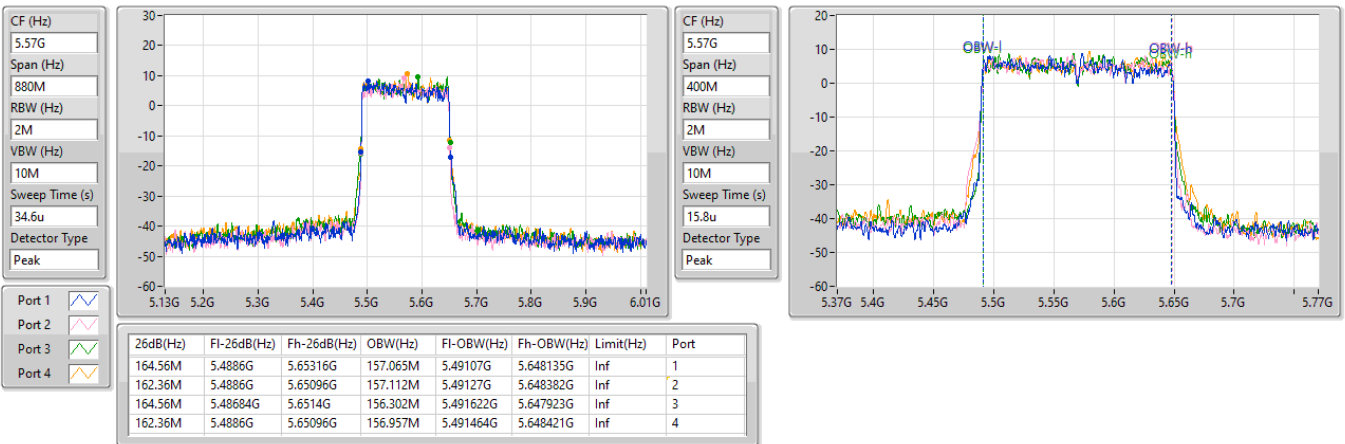 CF (Hz)
5.57G
Span (Hz)
880M
RBW (Hz)
2M
VBW (Hz)
10M
Sweep Time (s)
34.6u
Detector Type
Peak
30
20
10
0
-10
-20
-30
-40
-50
-60
5.13G 5.2G 5.3G 5.4G 5.5G 5.6G 5.7G 5.8G 5.9G 6.01G
CF (Hz)
5.57G
Span (Hz)
400M
RBW (Hz)
2M
VBW (Hz)
10M
Sweep Time (s)
15.8u
Detector Type
Peak
20
10
0
-10
-20
-30
-40
-50
-60
OBW-l OBW-h
5.37G 5.4G 5.45G 5.5G 5.55G 5.6G 5.65G 5.7G 5.77G
Port 1
Port 2
Port 3
Port 4
26dB(Hz) Fl-26dB(Hz) Fh-26dB(Hz) OBW(Hz) Fl-OBW(Hz) Fh-OBW(Hz) Limit(Hz) Port
164.56M 5.4886G 5.65316G 157.065M 5.49107G 5.648135G Inf 1
162.36M 5.4886G 5.65096G 157.112M 5.49127G 5.648382G Inf 2
164.56M 5.48684G 5.6514G 156.302M 5.491622G 5.647923G Inf 3
162.36M 5.4886G 5.65096G 156.957M 5.491464G 5.648421G Inf 4